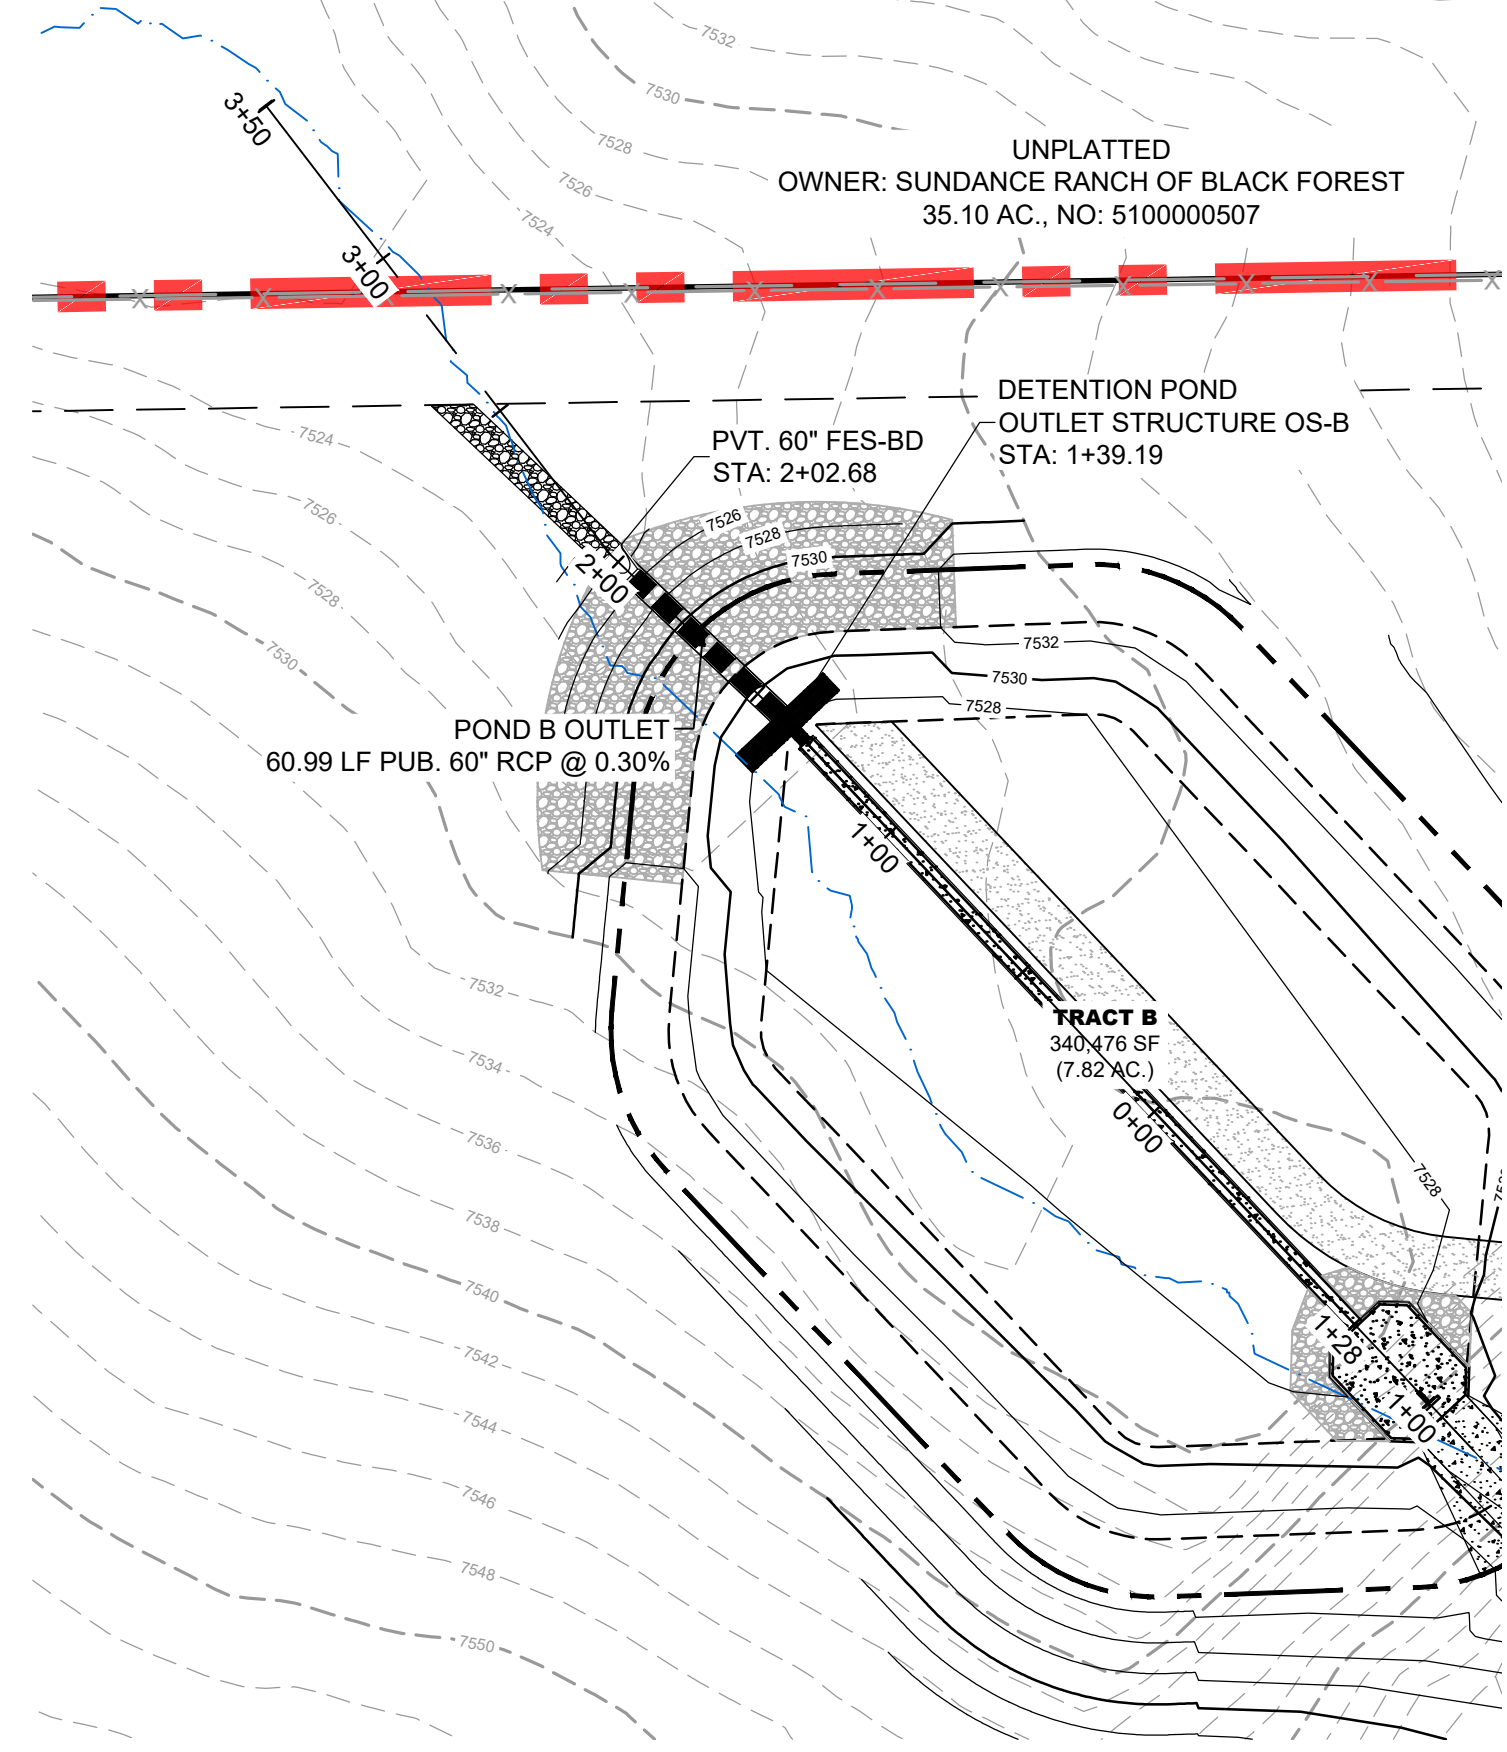 7532
7530
7528
7526
7524
3+50
3+00
UNPLATTED
OWNER: SUNDANCE RANCH OF BLACK FOREST
35.10 AC., NO: 5100000507
DETENTION POND
OUTLET STRUCTURE OS-B
STA: 1+39.19
PVT. 60" FES-BD
STA: 2+02.68
7524
7526
7528
7530
7526
7528
7530
2+00
7532
7530
7528
POND B OUTLET
60.99 LF PUB. 60" RCP @ 0.30%
1+00
TRACT B
340,476 SF
(7.82 AC.)
0+00
7528
7532
7534
7536
7538
7540
7542
7544
7546
7548
7550
1+28
1+00